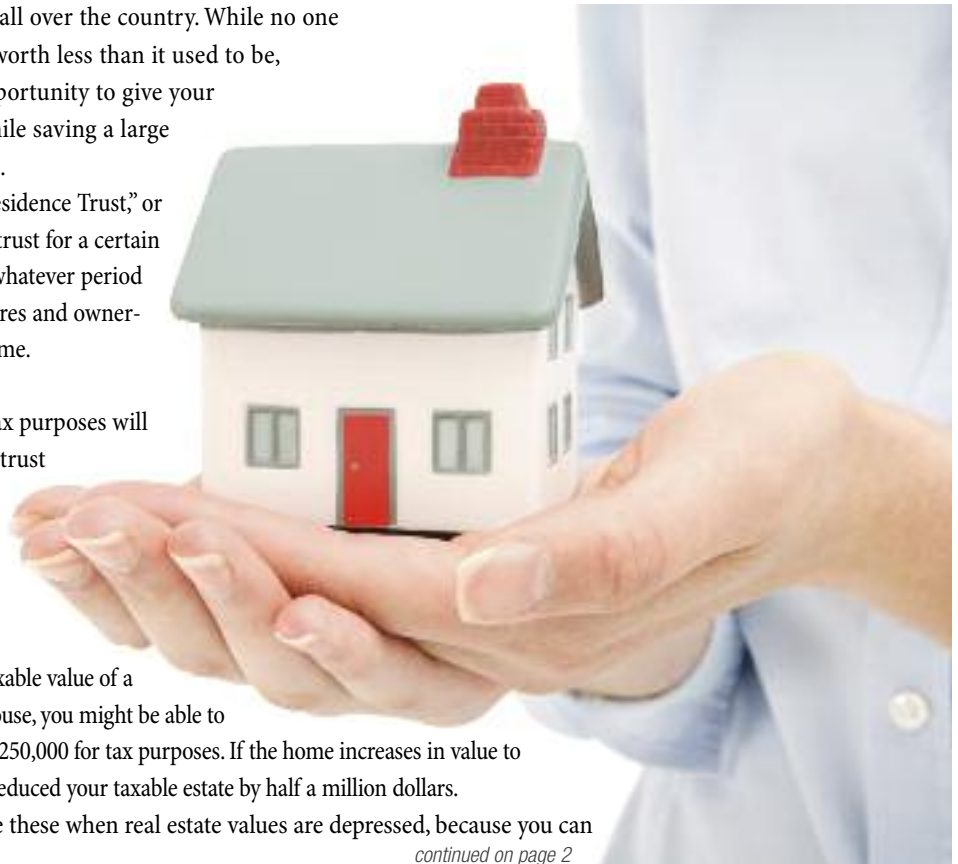 all over the country. While no one
worth less than it used to be,
portunity to give your
ile saving a large
.
esidence Trust,” or
trust for a certain
whatever period
res and owner-
me.
ax purposes will
trust
xable value of a
ouse, you might be able to
250,000 for tax purposes. If the home increases in value to
educed your taxable estate by half a million dollars.
e these when real estate values are depressed, because you can
continued on page 2